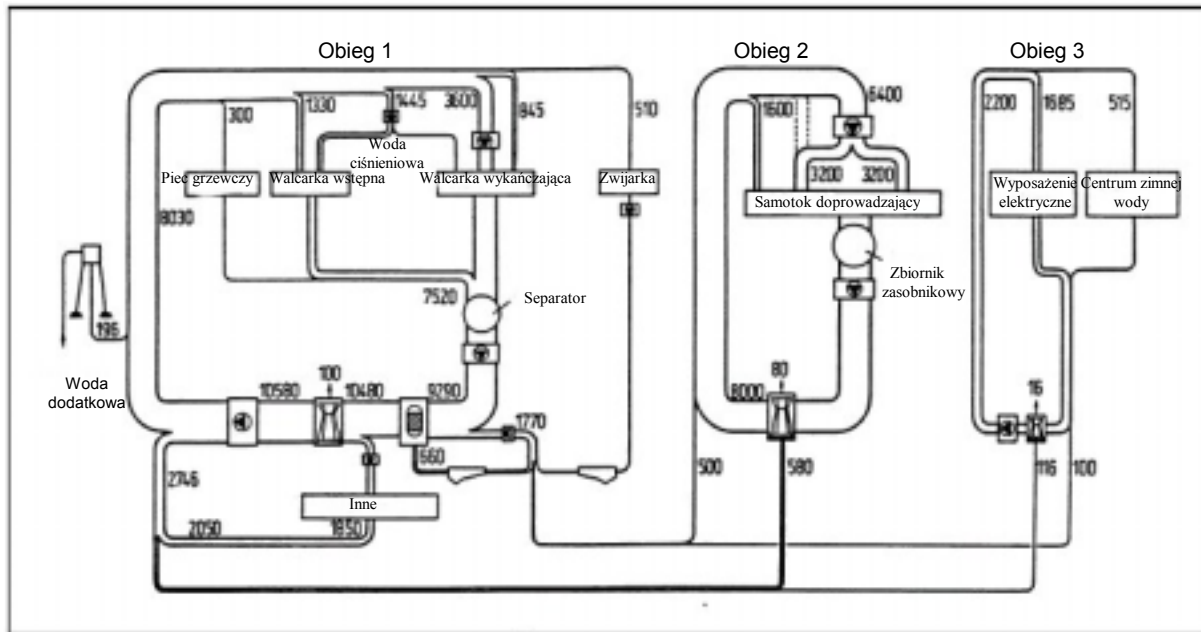 Obieg 1
Obieg 2
Obieg 3
300
1330
1445
3600
845
510
Woda
ciśnieniowa
Piec grzewczy
Walcarka wstępna
Walcarka wykańczająca
Zwijarka
8030
196
Woda
dodatkowa
7520
Separator
10580
100
10480
9290
1770
660
2746
Inne
2050
1850
1600
6400
3200
3200
Samotok doprowadzający
Zbiornik
zasobnikowy
80
8000
500
580
2200
1685
515
Wyposażenie
elektryczne
Centrum zimnej
wody
16
116
100